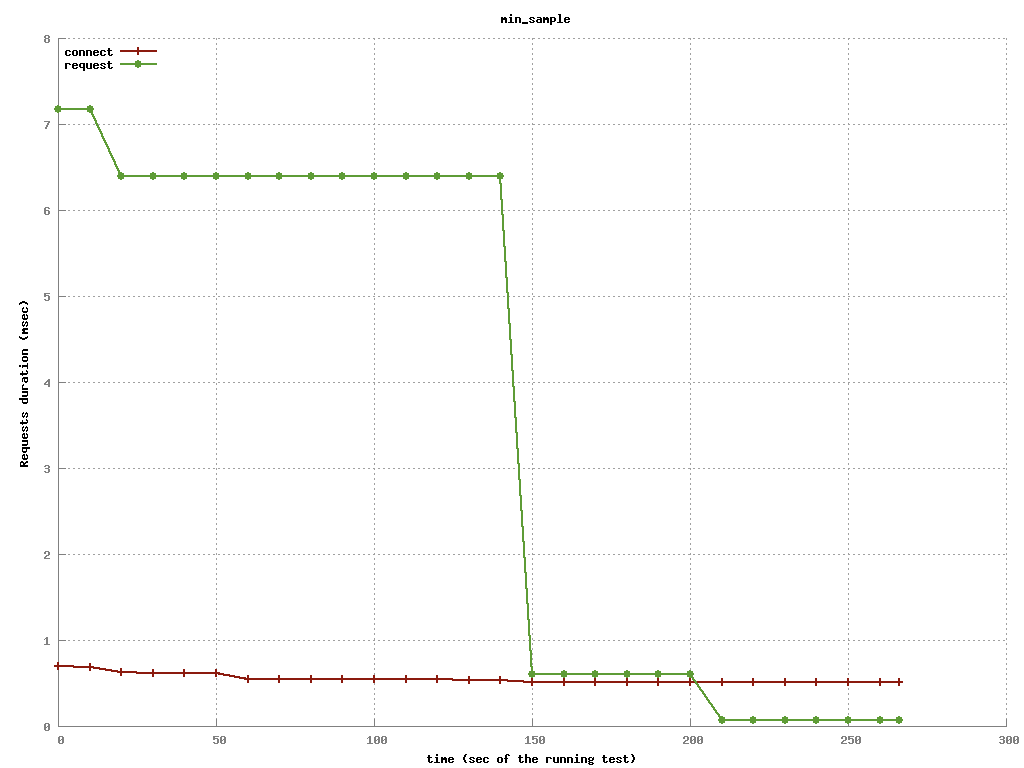 min_sample
connect
request
8
7
6
5
4
3
2
1
0
Requests duration (msec)
0 50 100 150 200 250 300
time (sec of the running test)